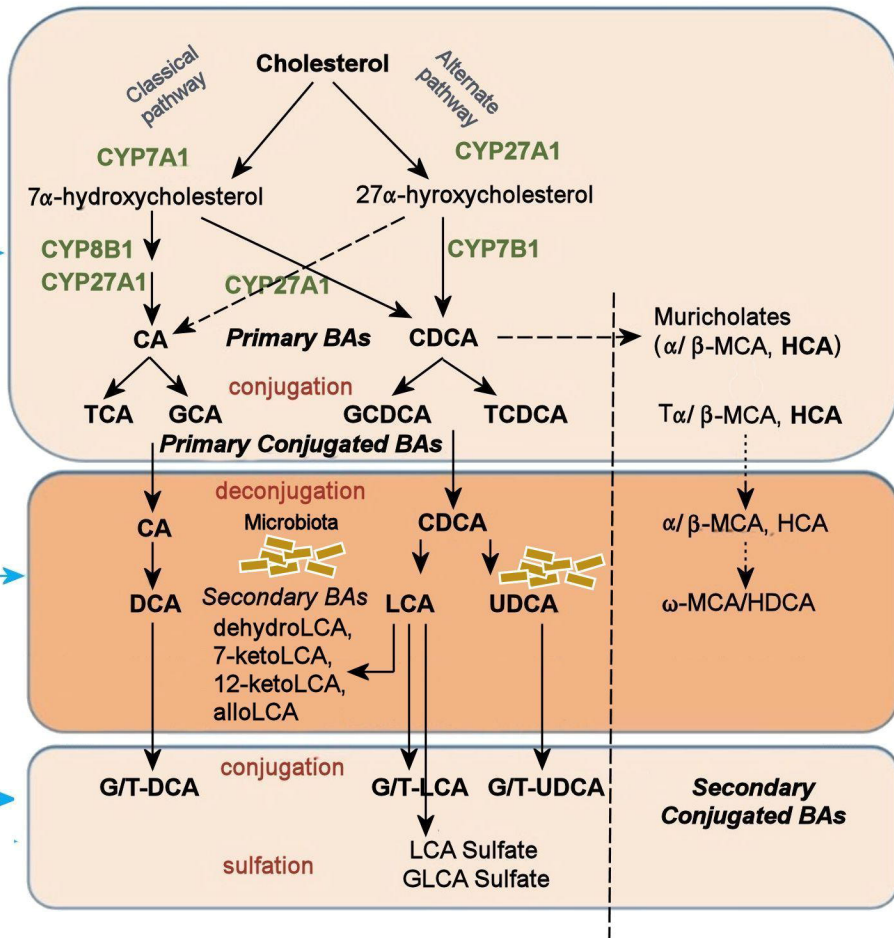 Classical
pathway
Cholesterol
Alternate
pathway
CYP7A1
CYP27A1
7α-hydroxycholesterol
27α-hyroxycholesterol
CYP8B1
CYP27A1
CYP27A1
CYP7B1
CA
Primary BAs
CDCA
Muricholates
(α/ β-MCA, HCA)
conjugation
TCA
GCA
GCDCA
TCDCA
Tα/ β-MCA, HCA
Primary Conjugated BAs
deconjugation
CA
Microbiota
CDCA
α/ β-MCA, HCA
DCA
Secondary BAs
LCA
UDCA
ω-MCA/HDCA
dehydroLCA,
7-ketoLCA,
12-ketoLCA,
alloLCA
conjugation
G/T-DCA
G/T-LCA
G/T-UDCA
Secondary
Conjugated BAs
sulfation
LCA Sulfate
GLCA Sulfate